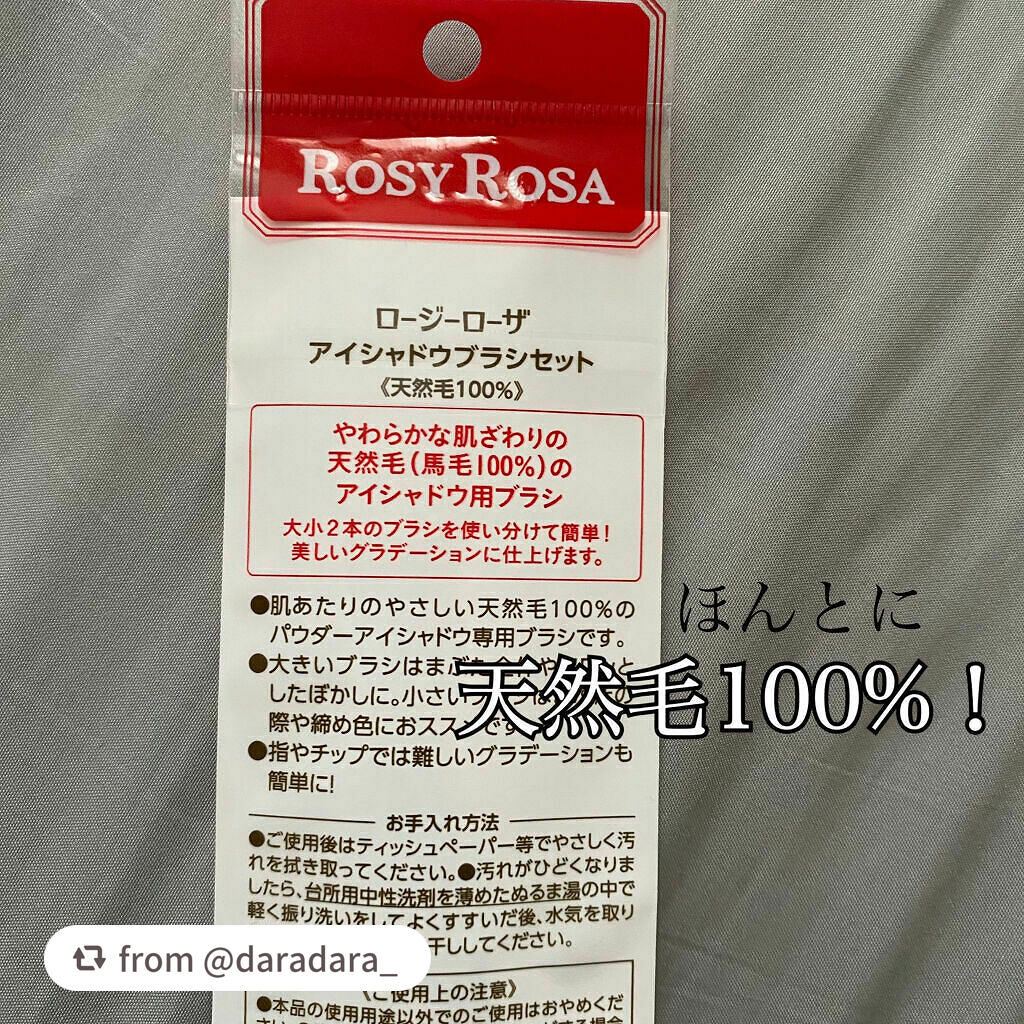 ROSY ROSA
ロージーローザ
アイシャドウブラシセット
《天然毛100%》
やわらかな肌ざわりの
天然毛(馬毛100%)の
アイシャドウ用ブラシ
大小2本のブラシを使い分けて簡単!
美しいグラデーションに仕上げます。
●肌あたりのやさしい天然毛100%の
パウダーアイシャドウ専用ブラシです。
●大きいブラシはまぶた
したぼかしに。小さい
際や締め色におススメです
●指やチップでは難しいグラデーションも
簡単に!
ほんとに
天然毛100%!
お手入れ方法
●ご使用後はティッシュペーパー等でやさしく汚
れを拭き取ってください。●汚れがひどくなりま
したら、台所用中性洗剤を薄めたぬるま湯の中で
軽く振り洗いをしてよくすすいだ後、水気を取り
干ししてください。
from @daradara_
《ご使用上の注意》
●本品の使用用途以外でのご使用はおやめくだ